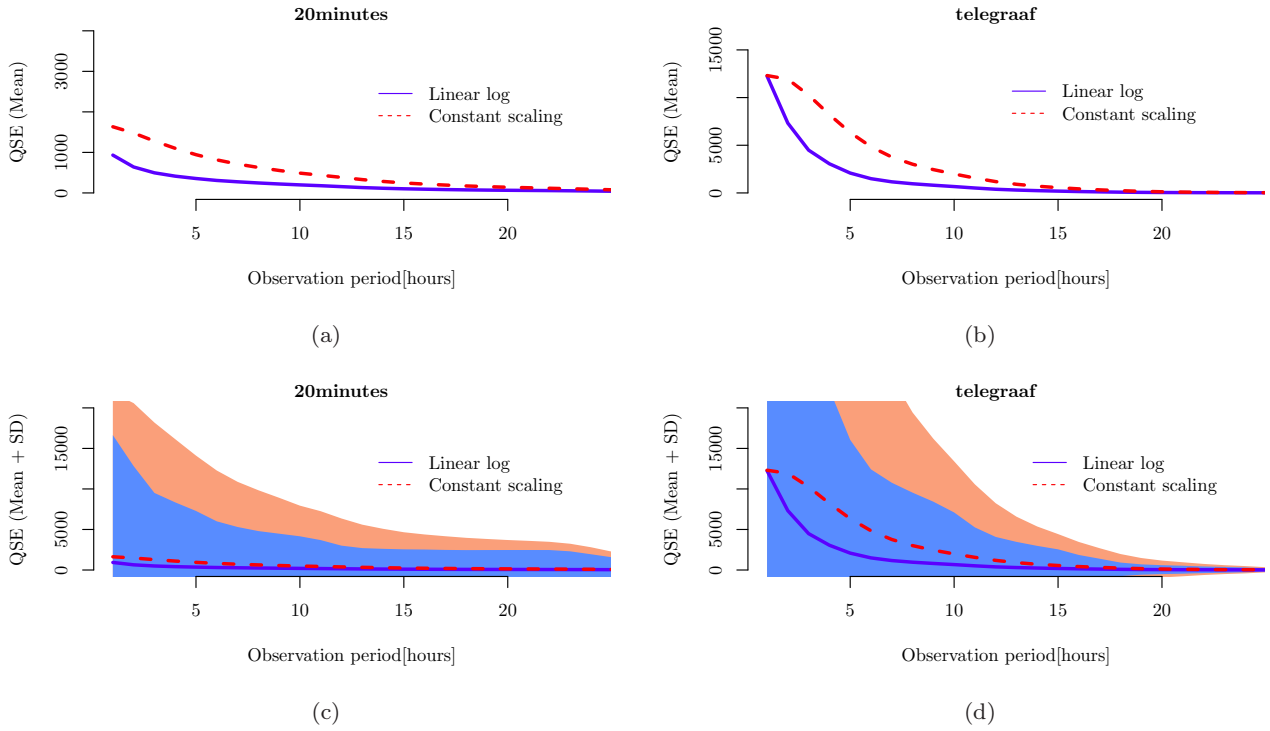 20minutes
QSE (Mean)
0
1000
3000
Linear log
Constant scaling
5
10
15
20
Observation period[hours]
(a)
telegraaf
QSE (Mean)
0
5000
15000
Linear log
Constant scaling
5
10
15
20
Observation period[hours]
(b)
20minutes
QSE (Mean + SD)
0
5000
15000
Linear log
Constant scaling
5
10
15
20
Observation period[hours]
(c)
telegraaf
QSE (Mean + SD)
0
5000
15000
Linear log
Constant scaling
5
10
15
20
Observation period[hours]
(d)